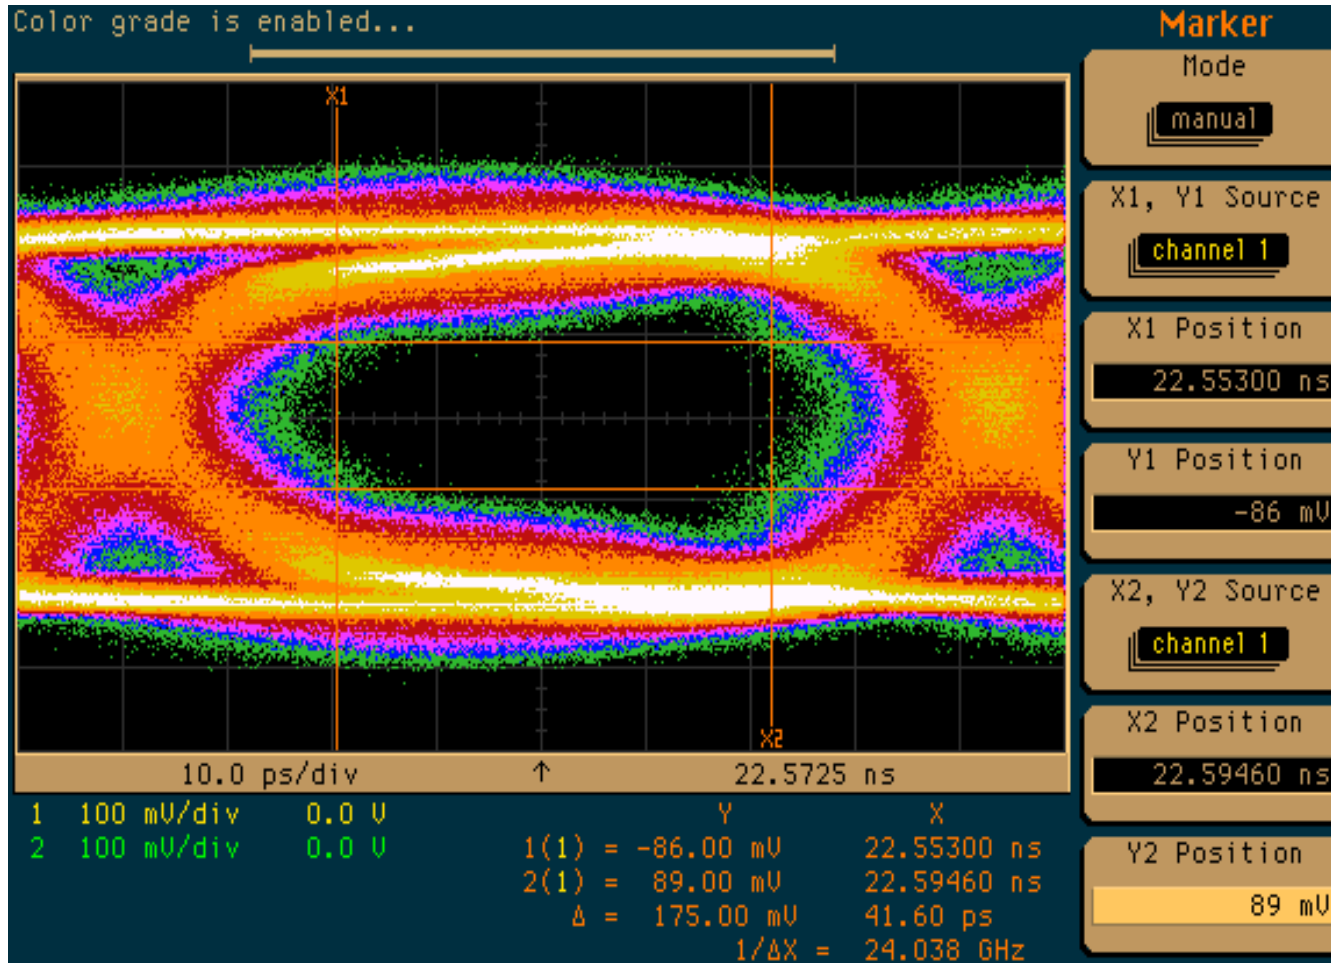 Color grade is enabled...
Marker
Mode
manual
X1, Y1 Source
channel 1
X1 Position
22.55300 ns
Y1 Position
-86 mV
X2, Y2 Source
channel 1
X2 Position
22.59460 ns
Y2 Position
89 mV
X1
X2
10.0 ps/div ↑ 22.5725 ns
1 100 mV/div 0.0 V
2 100 mV/div 0.0 V
Y X
1(1) = -86.00 mV 22.55300 ns
2(1) = 89.00 mV 22.59460 ns
Δ = 175.00 mV 41.60 ps
1/ΔX = 24.038 GHz